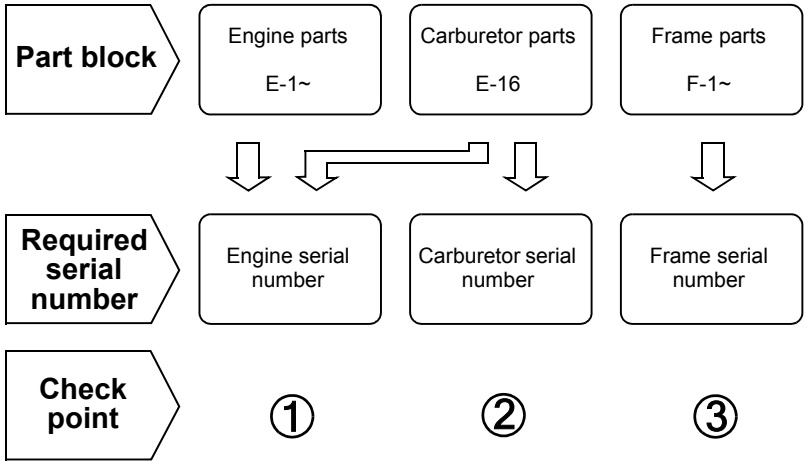 Part block
Engine parts
E-1~
Carburetor parts
E-16
Frame parts
F-1~
Required
serial
number
Engine serial
number
Carburetor serial
number
Frame serial
number
Check
point
①
②
③